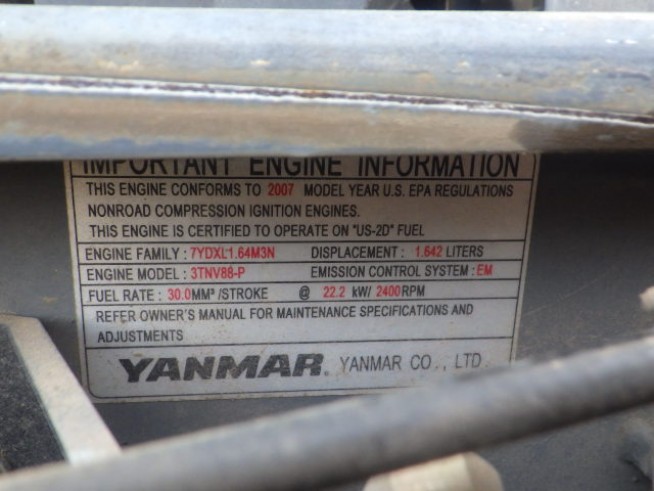 IMPORTANT ENGINE INFORMATION
THIS ENGINE CONFORMS TO 2007 MODEL YEAR U.S. EPA REGULATIONS
NONROAD COMPRESSION IGNITION ENGINES.
THIS ENGINE IS CERTIFIED TO OPERATE ON "US-2D" FUEL
ENGINE FAMILY : 7YDXL1.64M3N DISPLACEMENT : 1.642 LITERS
ENGINE MODEL : 3TNV88-P EMISSION CONTROL SYSTEM : EM
FUEL RATE : 30.0MM³ /STROKE @ 22.2 kW/ 2400RPM
REFER OWNER'S MANUAL FOR MAINTENANCE SPECIFICATIONS AND
ADJUSTMENTS
YANMAR. YANMAR CO., LTD.